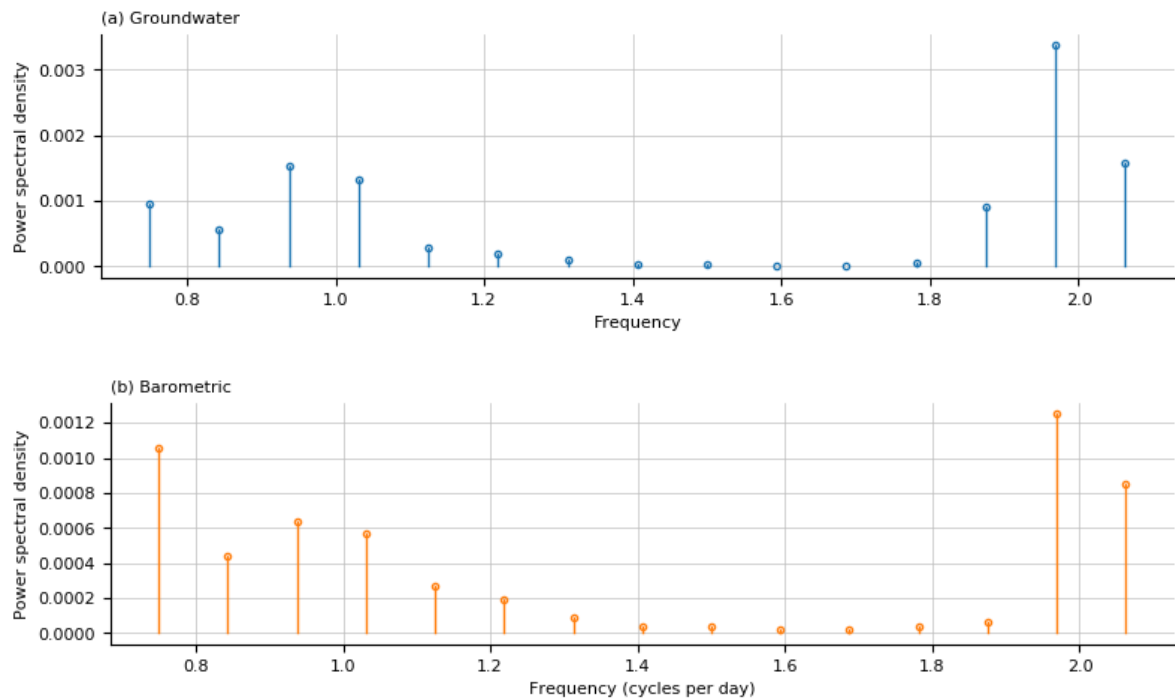 (a) Groundwater
Power spectral density
0.003
0.002
0.001
0.000
0.8 1.0 1.2 1.4 1.6 1.8 2.0
Frequency
(b) Barometric
Power spectral density
0.0012
0.0010
0.0008
0.0006
0.0004
0.0002
0.0000
0.8 1.0 1.2 1.4 1.6 1.8 2.0
Frequency (cycles per day)